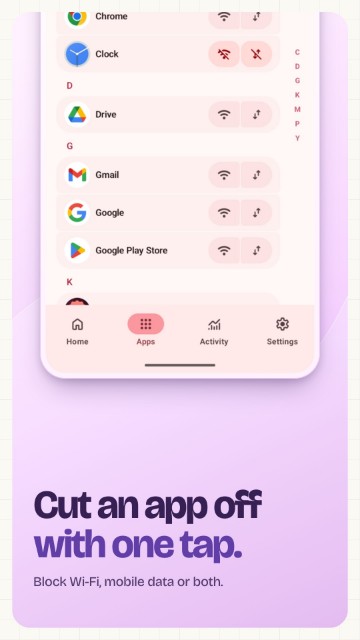 Chrome
Clock
C
D
G
K
M
P
Y
D
Drive
G
Gmail
Google
Google Play Store
K
Home
Apps
Activity
Settings
Cut an app off
with one tap.
Block Wi-Fi, mobile data or both.